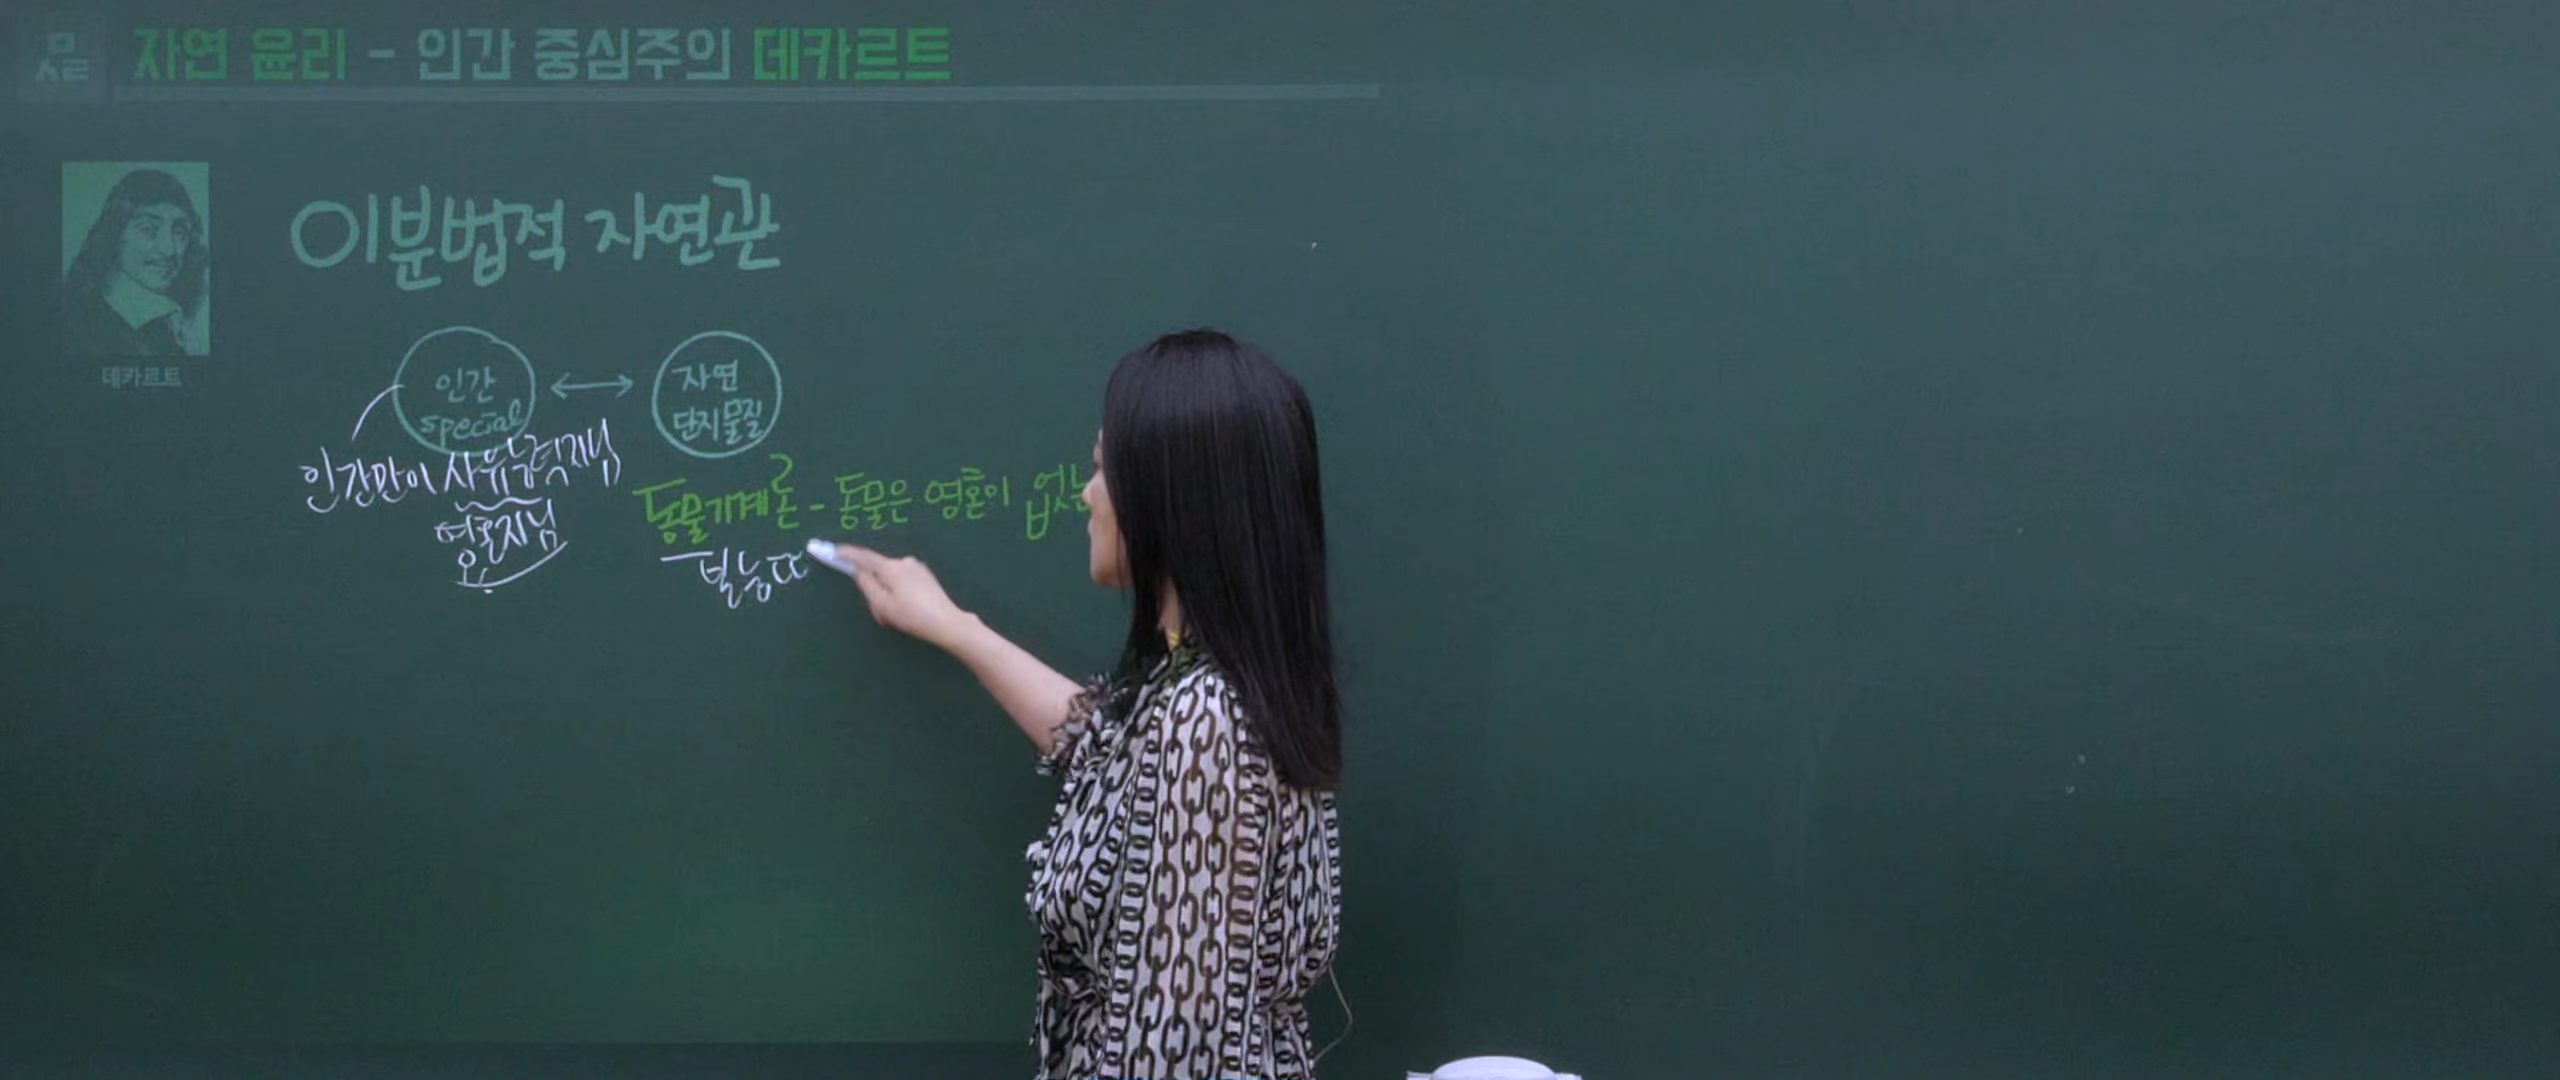 자연 윤리 - 인간 중심주의 데카르트
이분법적 자연관
데카르트
인간
special
자연
단지물질
인간만이 사유능력지님
영혼지님
동물기계론 - 동물은 영혼이 없는